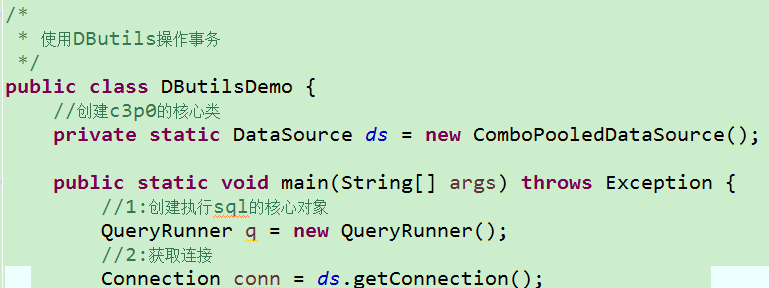 /*
 * 使用DButils操作事务
 */
public class DButilsDemo {
    //创建c3p0的核心类
    private static DataSource ds = new ComboPooledDataSource();

    public static void main(String[] args) throws Exception {
        //1:创建执行sql的核心对象
        QueryRunner q = new QueryRunner();
        //2:获取连接
        Connection conn = ds.getConnection();